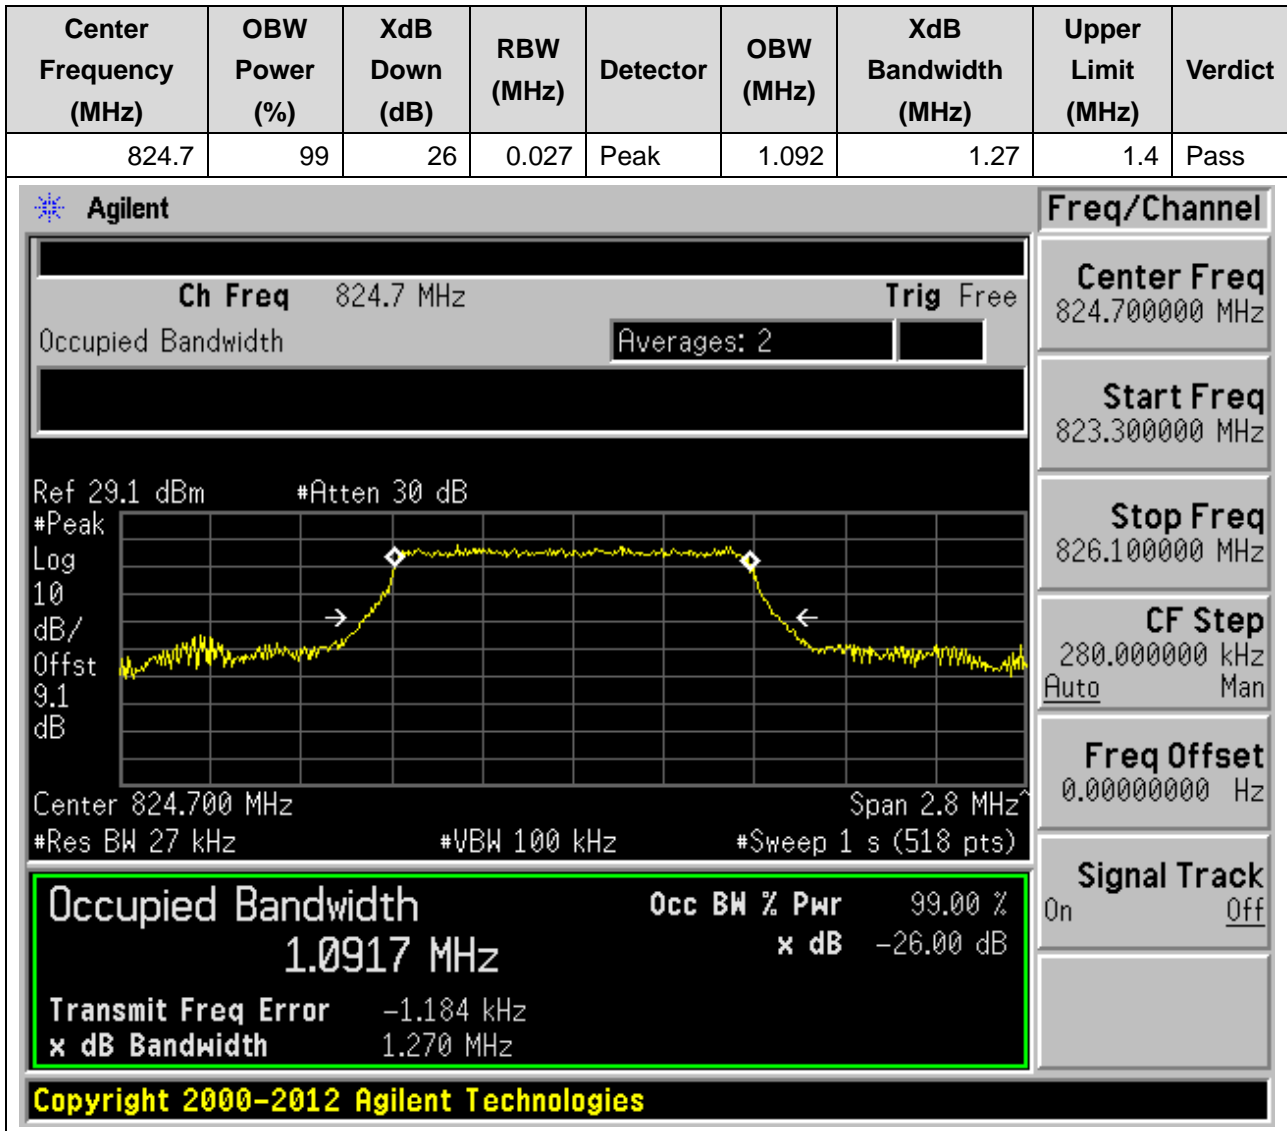 Center Frequency (MHz) OBW Power (%) XdB Down (dB) RBW (MHz) Detector OBW (MHz) XdB Bandwidth (MHz) Upper Limit (MHz) Verdict
824.7 99 26 0.027 Peak 1.092 1.27 1.4 Pass
Agilent
Freq/Channel
Ch Freq 824.7 MHz Trig Free
Occupied Bandwidth Averages: 2
Center Freq
824.700000 MHz
Start Freq
823.300000 MHz
Stop Freq
826.100000 MHz
CF Step
280.000000 kHz
Auto Man
Freq Offset
0.00000000 Hz
Signal Track
On Off
Ref 29.1 dBm #Atten 30 dB
#Peak
Log
10
dB/
Offst
9.1
dB
Center 824.700 MHz Span 2.8 MHz^
#Res BW 27 kHz #VBW 100 kHz #Sweep 1 s (518 pts)
Occupied Bandwidth Occ BW % Pwr 99.00 %
1.0917 MHz x dB -26.00 dB
Transmit Freq Error -1.184 kHz
x dB Bandwidth 1.270 MHz
Copyright 2000-2012 Agilent Technologies